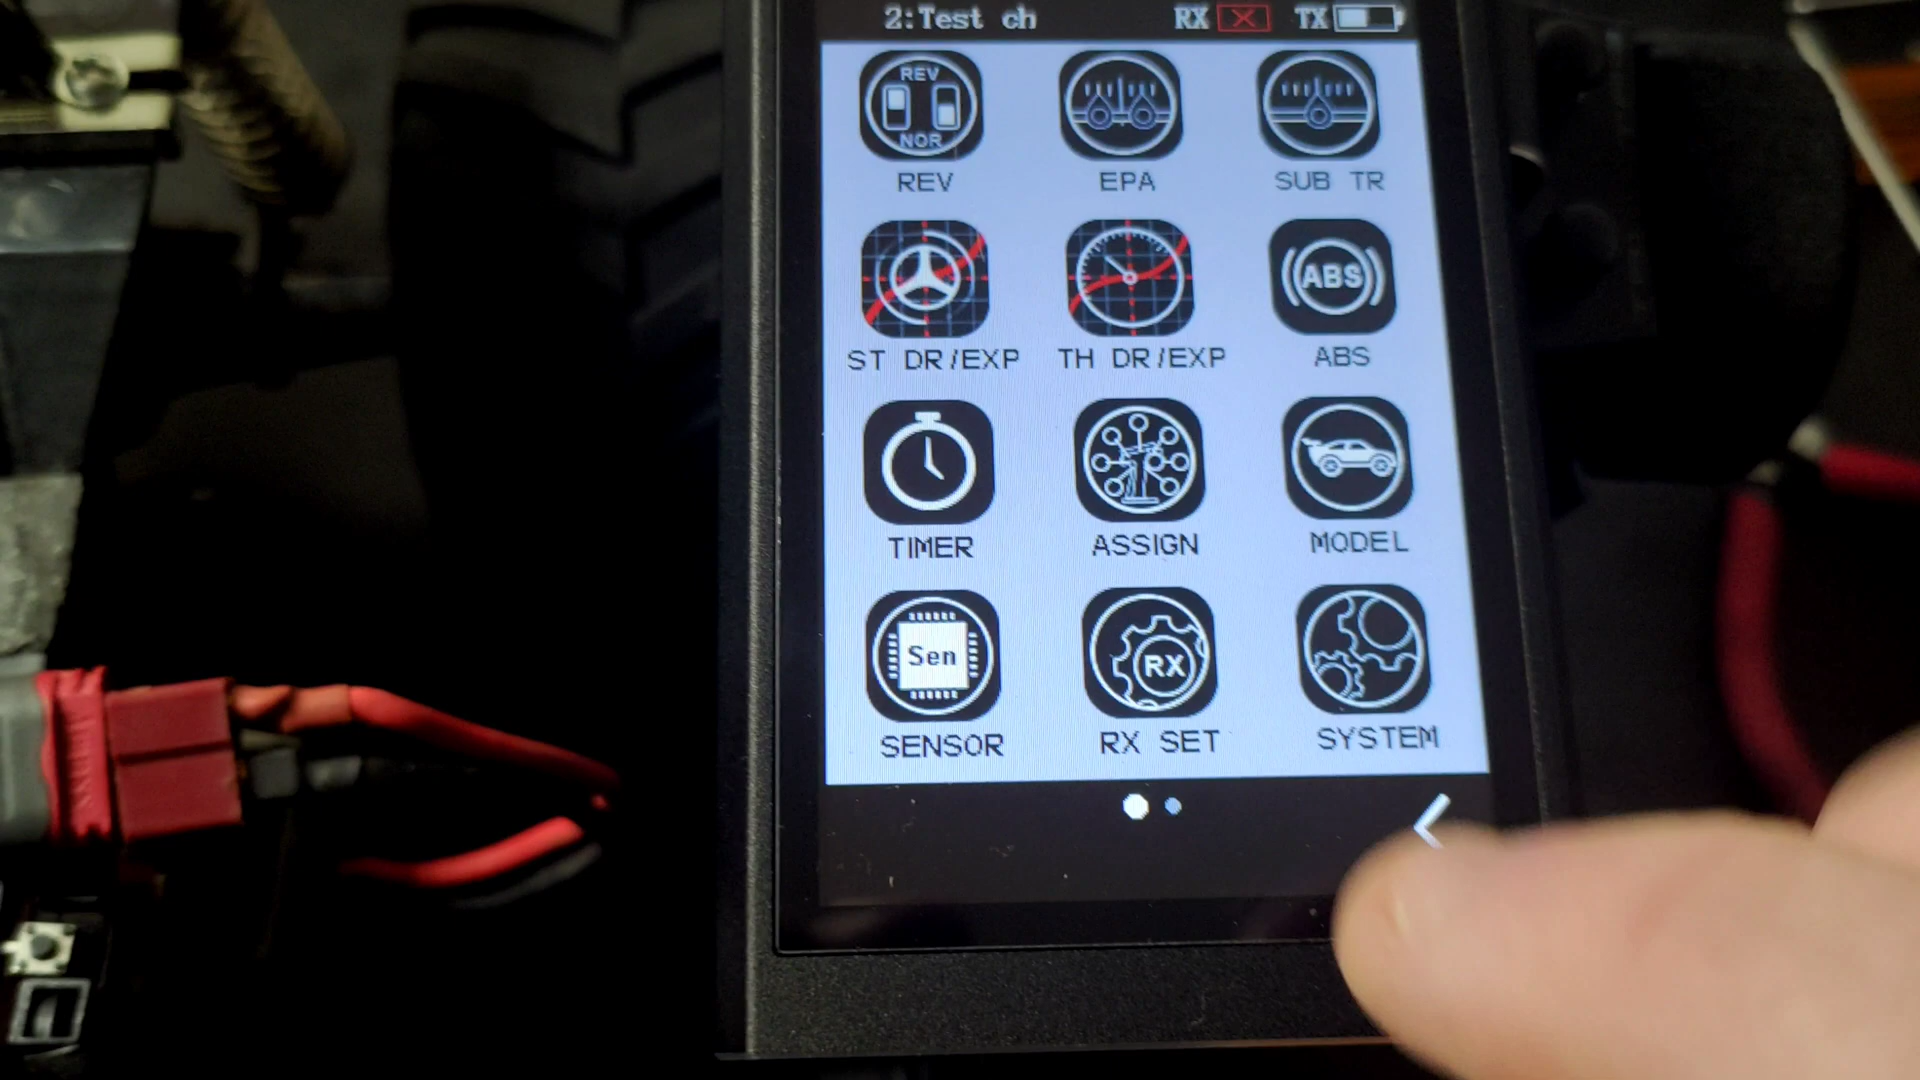 2:Test ch RX TX
REV
NOR
REV EPA SUB TR
ABS
ST DR/EXP TH DR/EXP ABS
TIMER ASSIGN MODEL
Sen RX
SENSOR RX SET SYSTEM